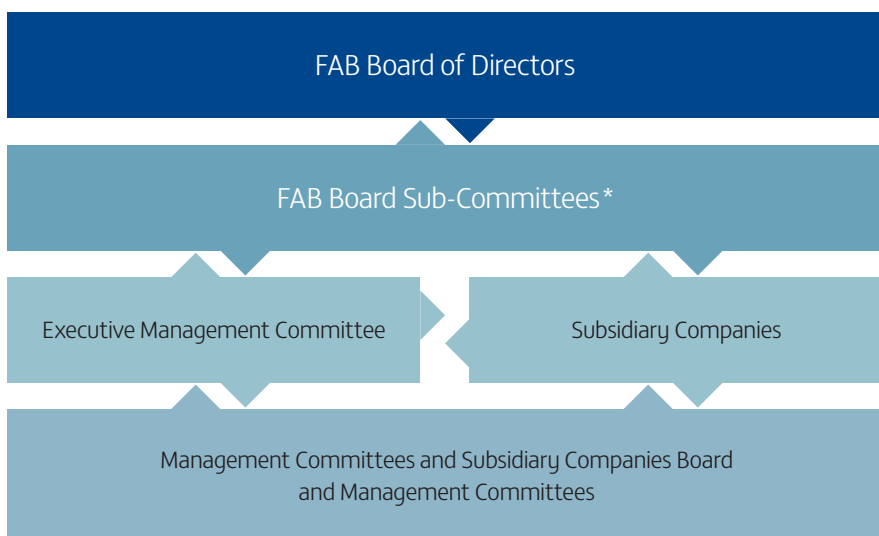 FAB Board of Directors
FAB Board Sub-Committees*
Executive Management Committee
Subsidiary Companies
Management Committees and Subsidiary Companies Board
and Management Committees